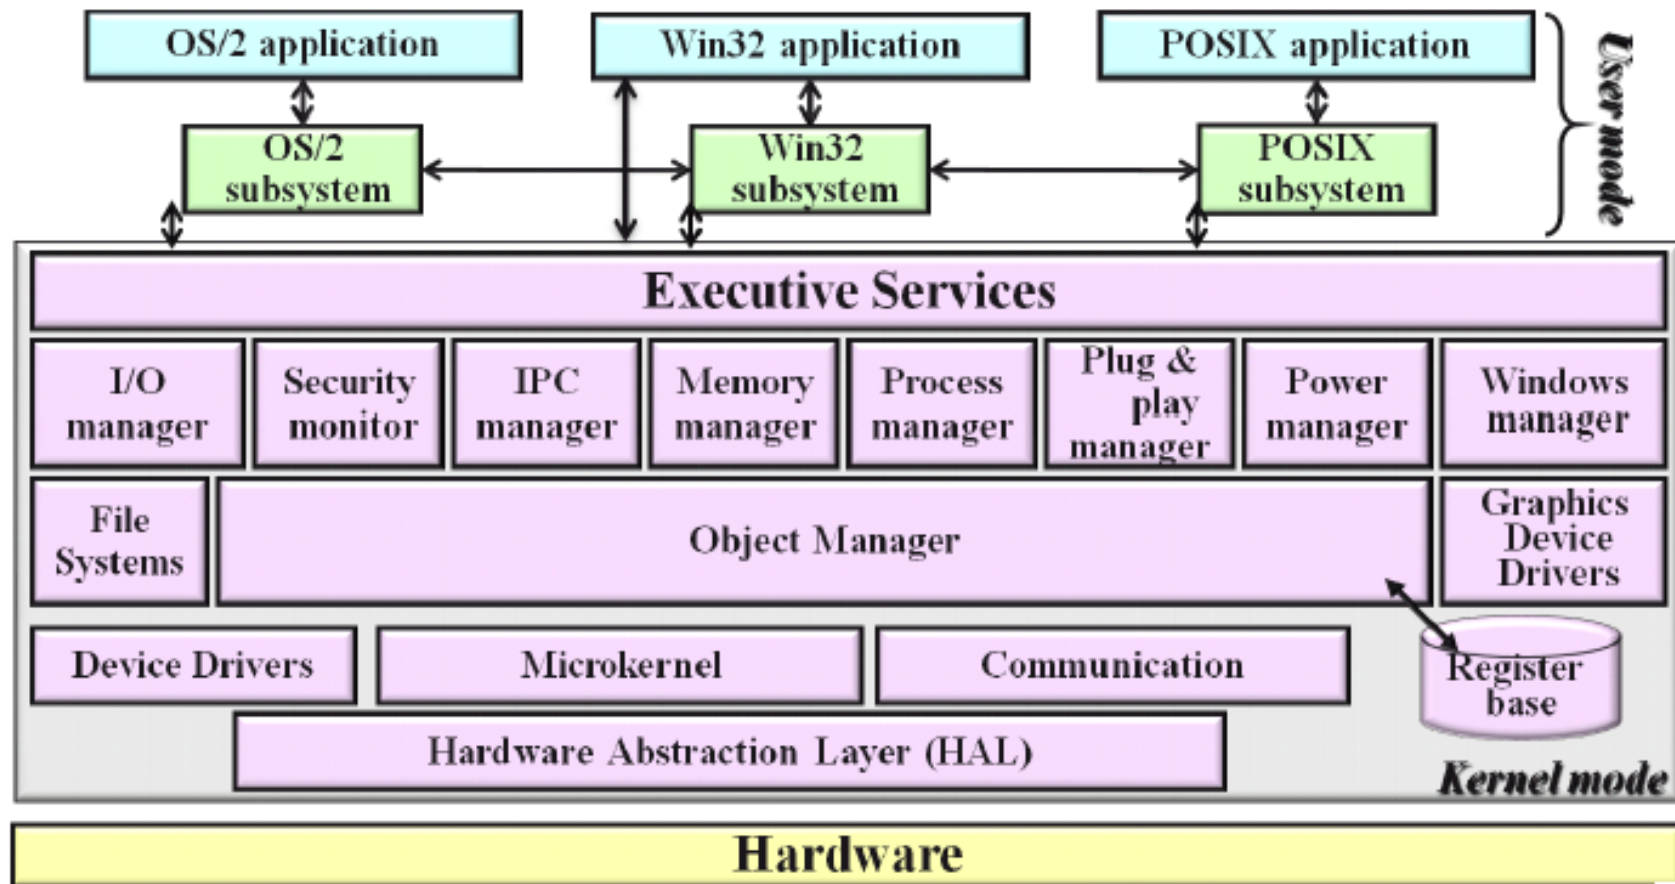 OS/2 application
Win32 application
POSIX application
User mode
OS/2
subsystem
Win32
subsystem
POSIX
subsystem
Executive Services
I/O
manager
Security
monitor
IPC
manager
Memory
manager
Process
manager
Plug &
play
manager
Power
manager
Windows
manager
File
Systems
Object Manager
Graphics
Device
Drivers
Device Drivers
Microkernel
Communication
Register
base
Hardware Abstraction Layer (HAL)
Kernel mode
Hardware